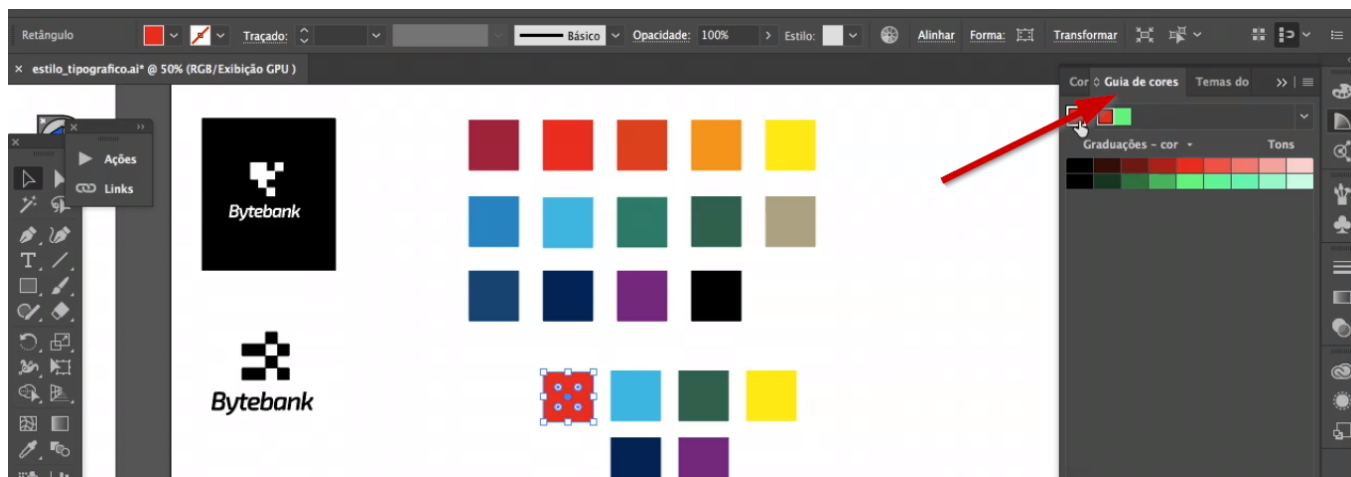 Retângulo
Traçado:
Básico
Opacidade: 100%
Estilo:
Alinhar
Forma:
Transformar
× estilo_tipografico.ai* @ 50% (RGB/Exibição GPU )
Cor
Guia de cores
Temas do
Graduações – cor
Tons
Ações
Links
Bytebank
Bytebank